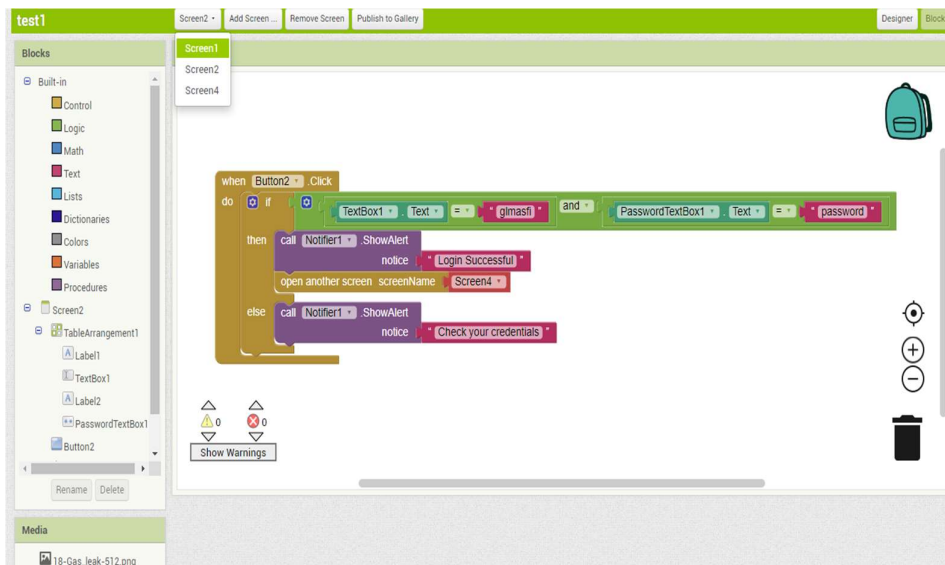 test1
Screen2
Add Screen ...
Remove Screen
Publish to Gallery
Designer
Block
Screen1
Screen2
Screen4
Blocks
Built-in
Control
Logic
Math
Text
Lists
Dictionaries
Colors
Variables
Procedures
Screen2
TableArrangement1
Label1
TextBox1
Label2
PasswordTextBox1
Button2
Rename
Delete
Media
18-Gas_leak-512.png
when Button2 .Click
do if TextBox1 . Text = " glmasfi " and PasswordTextBox1 . Text = " password "
then call Notifier1 .ShowAlert
notice " Login Successful "
open another screen screenName Screen4
else call Notifier1 .ShowAlert
notice " Check your credentials "
0 0
Show Warnings